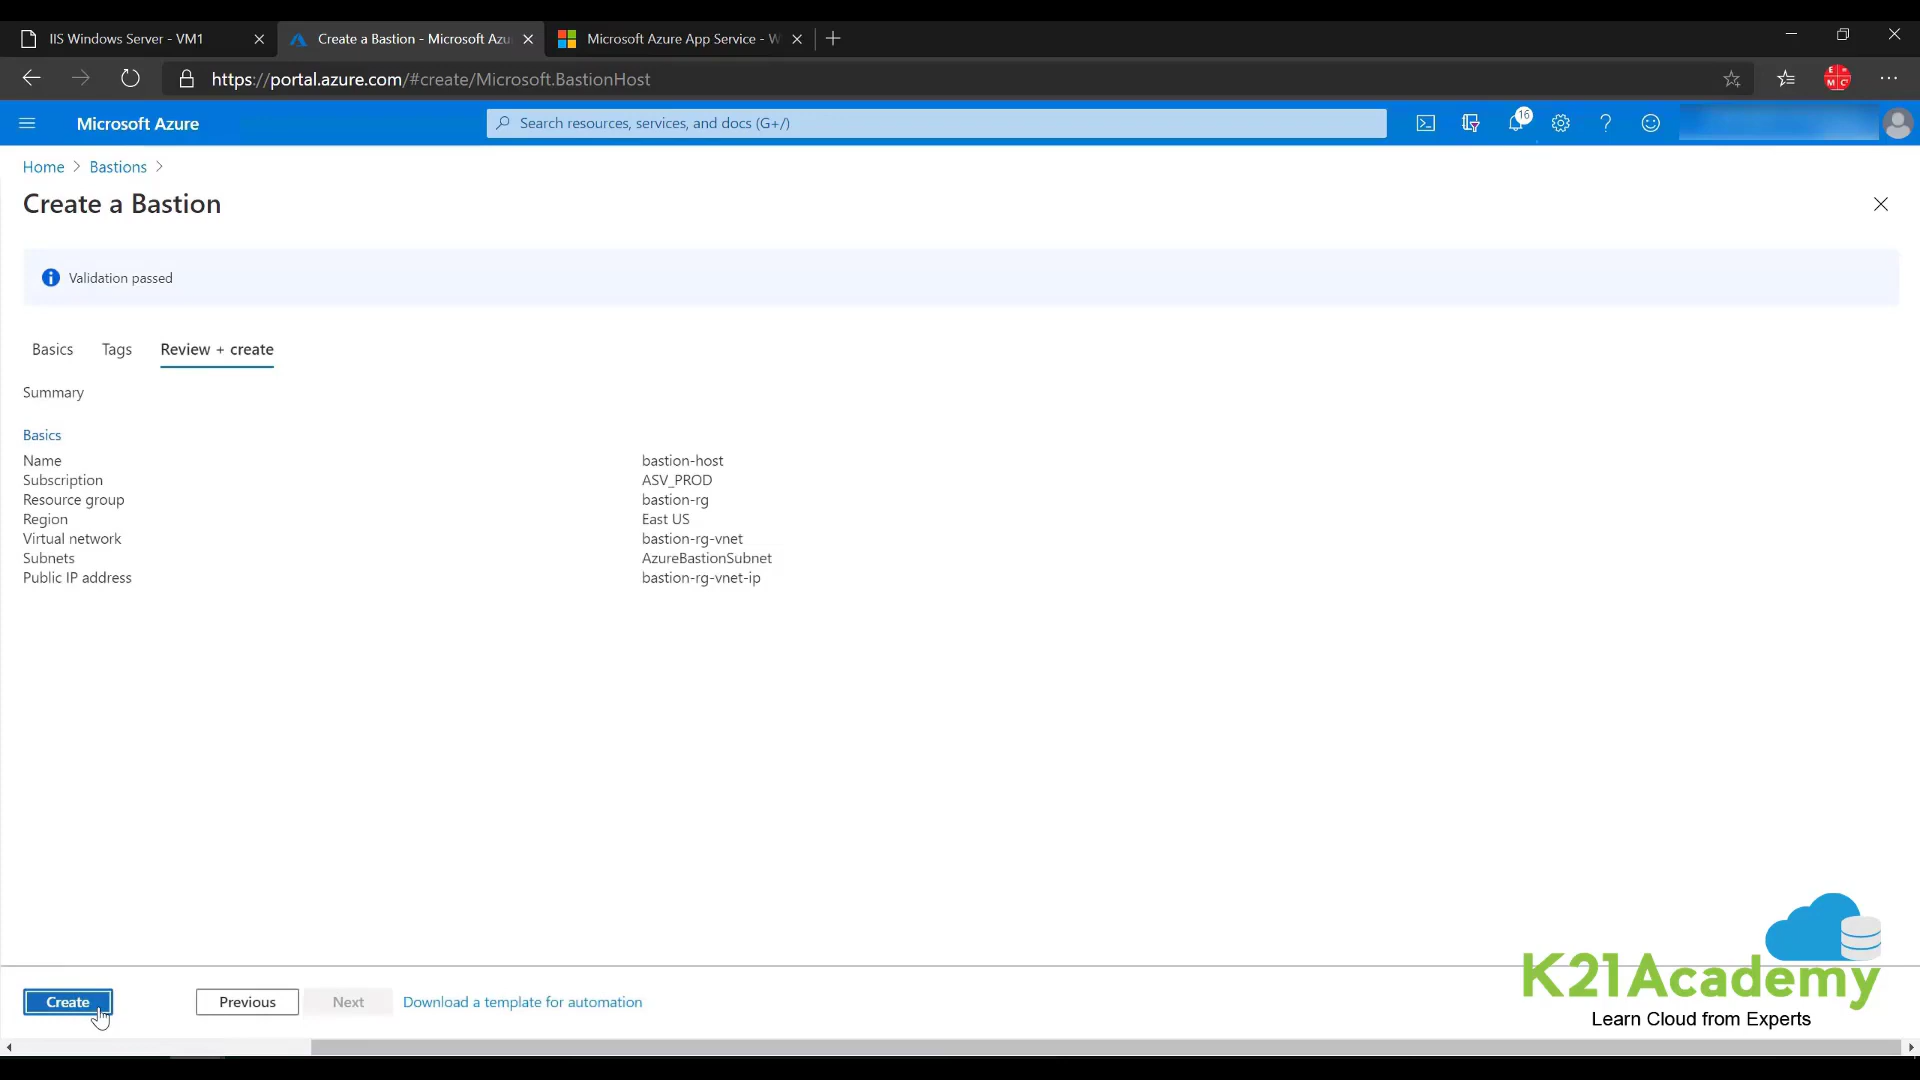 IIS Windows Server - VM1
Create a Bastion - Microsoft Azu
Microsoft Azure App Service - W
https://portal.azure.com/#create/Microsoft.BastionHost
Microsoft Azure
Search resources, services, and docs (G+/)
16
Home > Bastions >
Create a Bastion
Validation passed
Basics Tags Review + create
Summary
Basics
Name bastion-host
Subscription ASV_PROD
Resource group bastion-rg
Region East US
Virtual network bastion-rg-vnet
Subnets AzureBastionSubnet
Public IP address bastion-rg-vnet-ip
Create Previous Next Download a template for automation
K21Academy
Learn Cloud from Experts